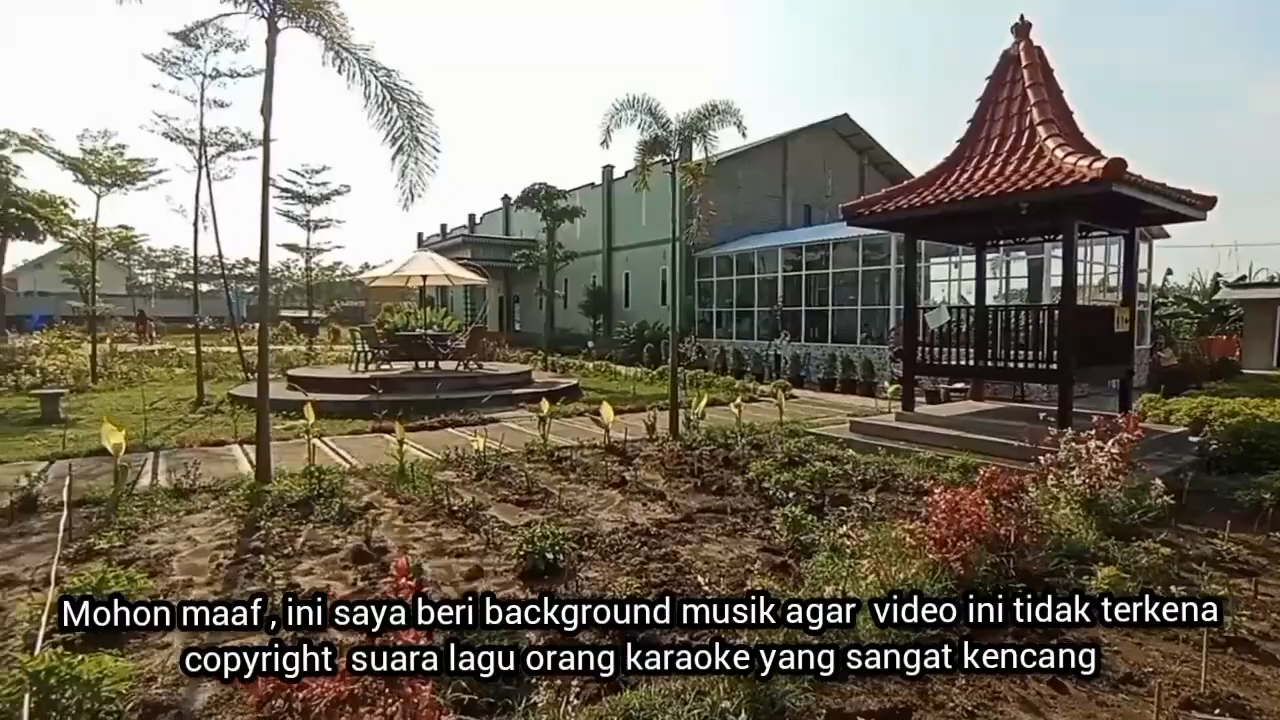 Mohon maaf, ini saya beri background musik agar video ini tidak terkena
copyright suara lagu orang karaoke yang sangat kencang